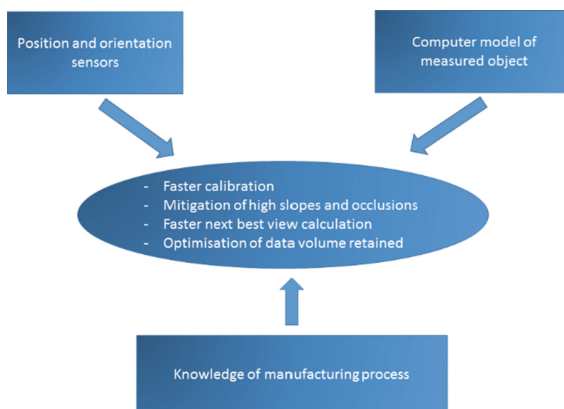 Position and orientation
sensors
Computer model of
measured object
- Faster calibration
- Mitigation of high slopes and occlusions
- Faster next best view calculation
- Optimisation of data volume retained
Knowledge of manufacturing process